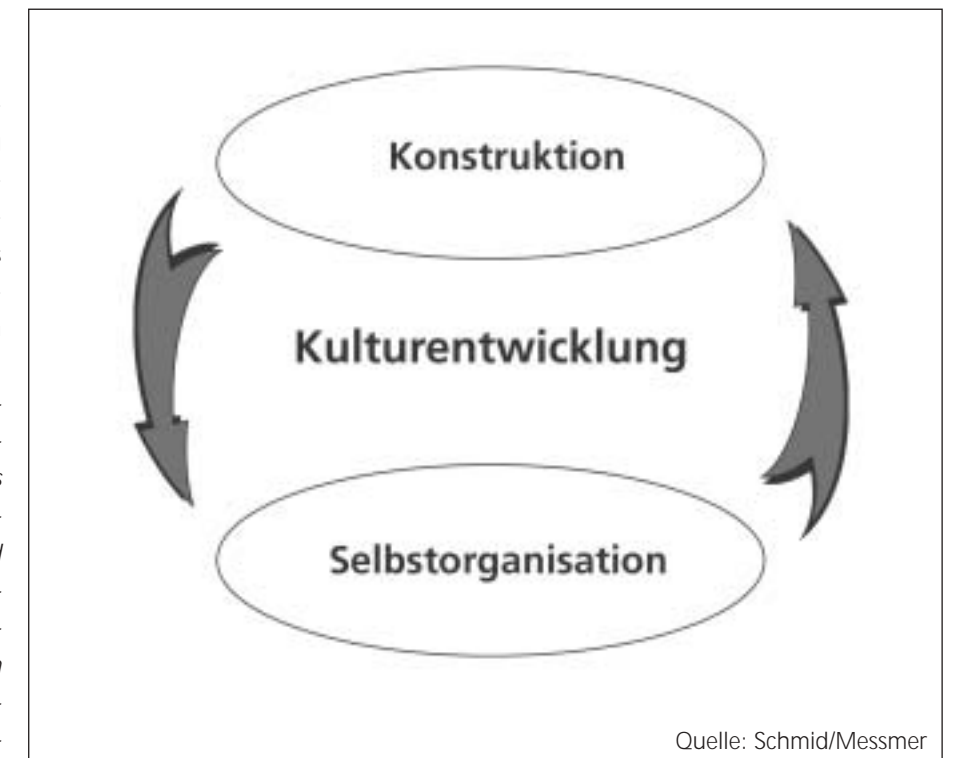 Konstruktion
Kulturentwicklung
Selbstorganisation
Quelle: Schmid/Messmer